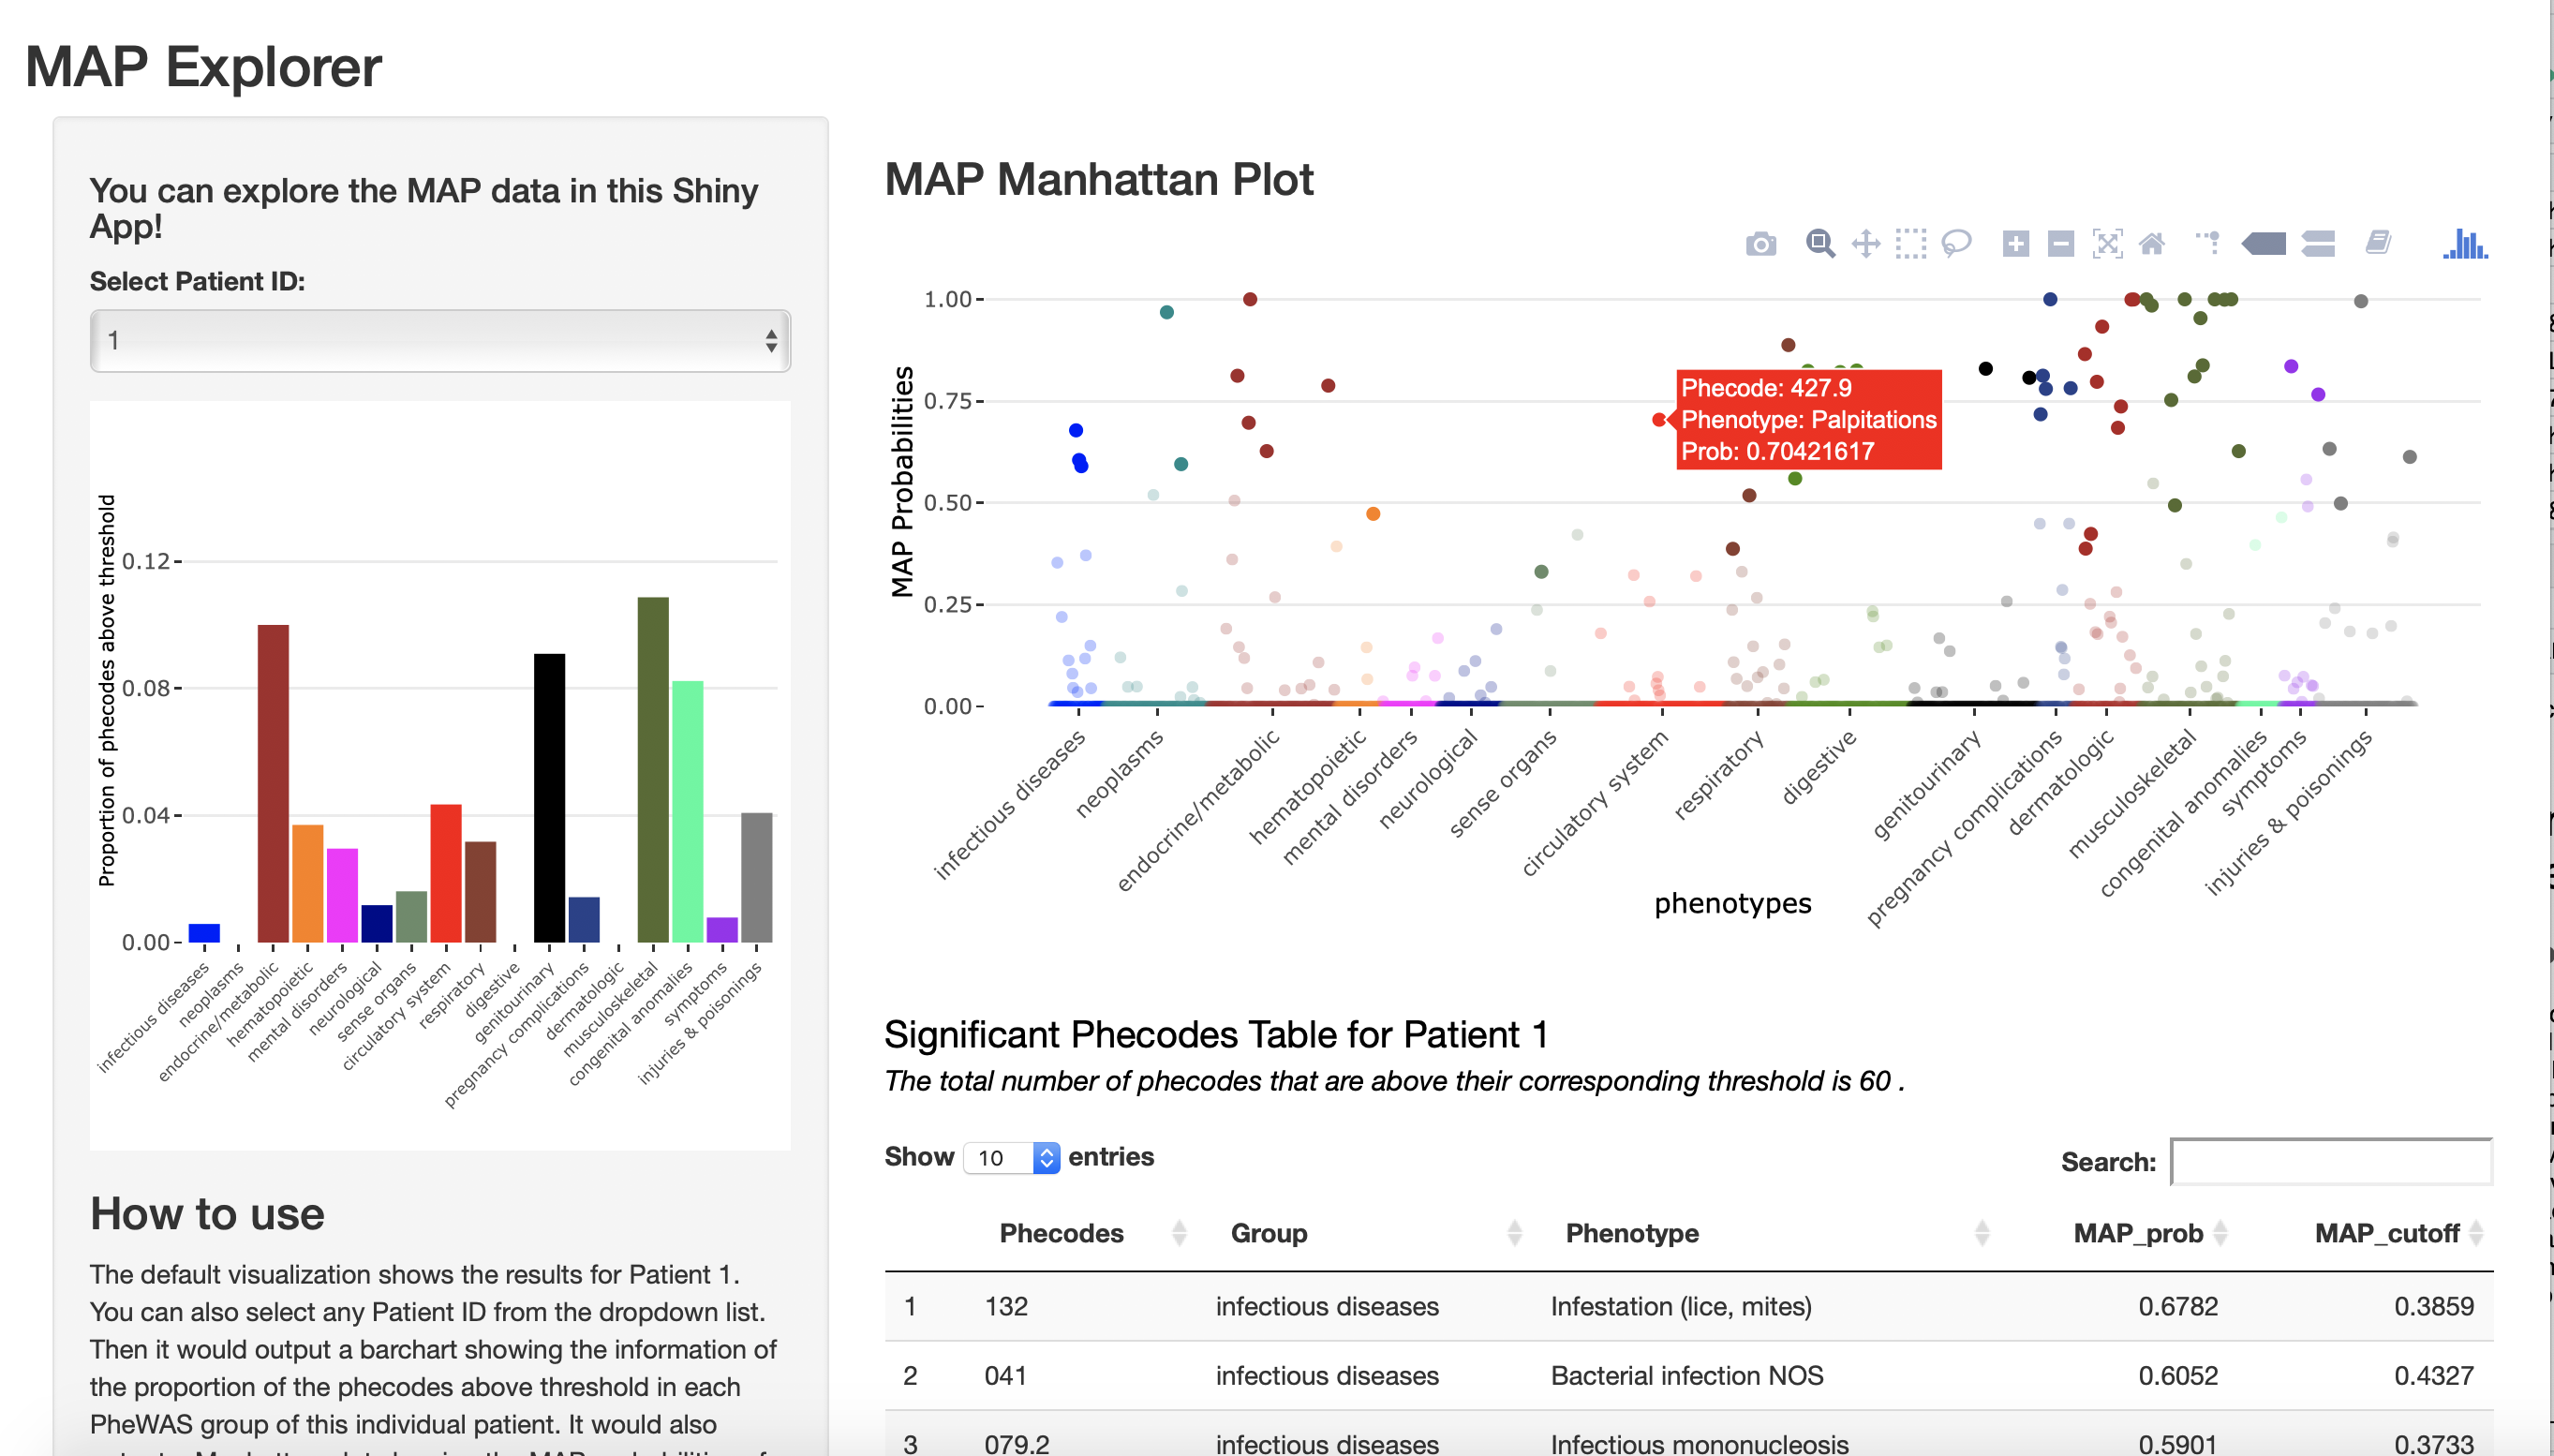 MAP Explorer
You can explore the MAP data in this Shiny
App!
Select Patient ID:
1
Proportion of phecodes above threshold
0.12
0.08
0.04
0.00
infectious diseases
neoplasms
endocrine/metabolic
hematopoietic
mental disorders
neurological
sense organs
circulatory system
respiratory
digestive
genitourinary
pregnancy complications
dermatologic
musculoskeletal
congenital anomalies
symptoms
injuries & poisonings
How to use
The default visualization shows the results for Patient 1.
You can also select any Patient ID from the dropdown list.
Then it would output a barchart showing the information of
the proportion of the phecodes above threshold in each
PheWAS group of this individual patient. It would also
MAP Manhattan Plot
MAP Probabilities
1.00
0.75
0.50
0.25
0.00
Phecode: 427.9
Phenotype: Palpitations
Prob: 0.70421617
infectious diseases
neoplasms
endocrine/metabolic
hematopoietic
mental disorders
neurological
sense organs
circulatory system
respiratory
digestive
genitourinary
pregnancy complications
dermatologic
musculoskeletal
congenital anomalies
symptoms
injuries & poisonings
phenotypes
Significant Phecodes Table for Patient 1
The total number of phecodes that are above their corresponding threshold is 60 .
Show 10 entries
Search:
Phecodes Group Phenotype MAP_prob MAP_cutoff
1 132 infectious diseases Infestation (lice, mites) 0.6782 0.3859
2 041 infectious diseases Bacterial infection NOS 0.6052 0.4327
3 079.2 infectious diseases Infectious mononucleosis 0.5901 0.3733